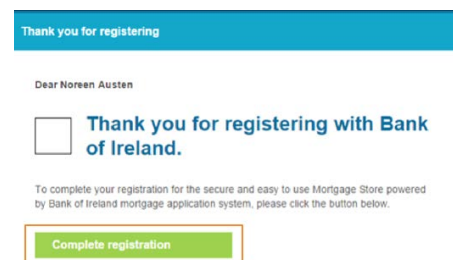 Thank you for registering
Dear Noreen Austen
Thank you for registering with Bank
of Ireland.
To complete your registration for the secure and easy to use Mortgage Store powered
by Bank of Ireland mortgage application system, please click the button below.
Complete registration